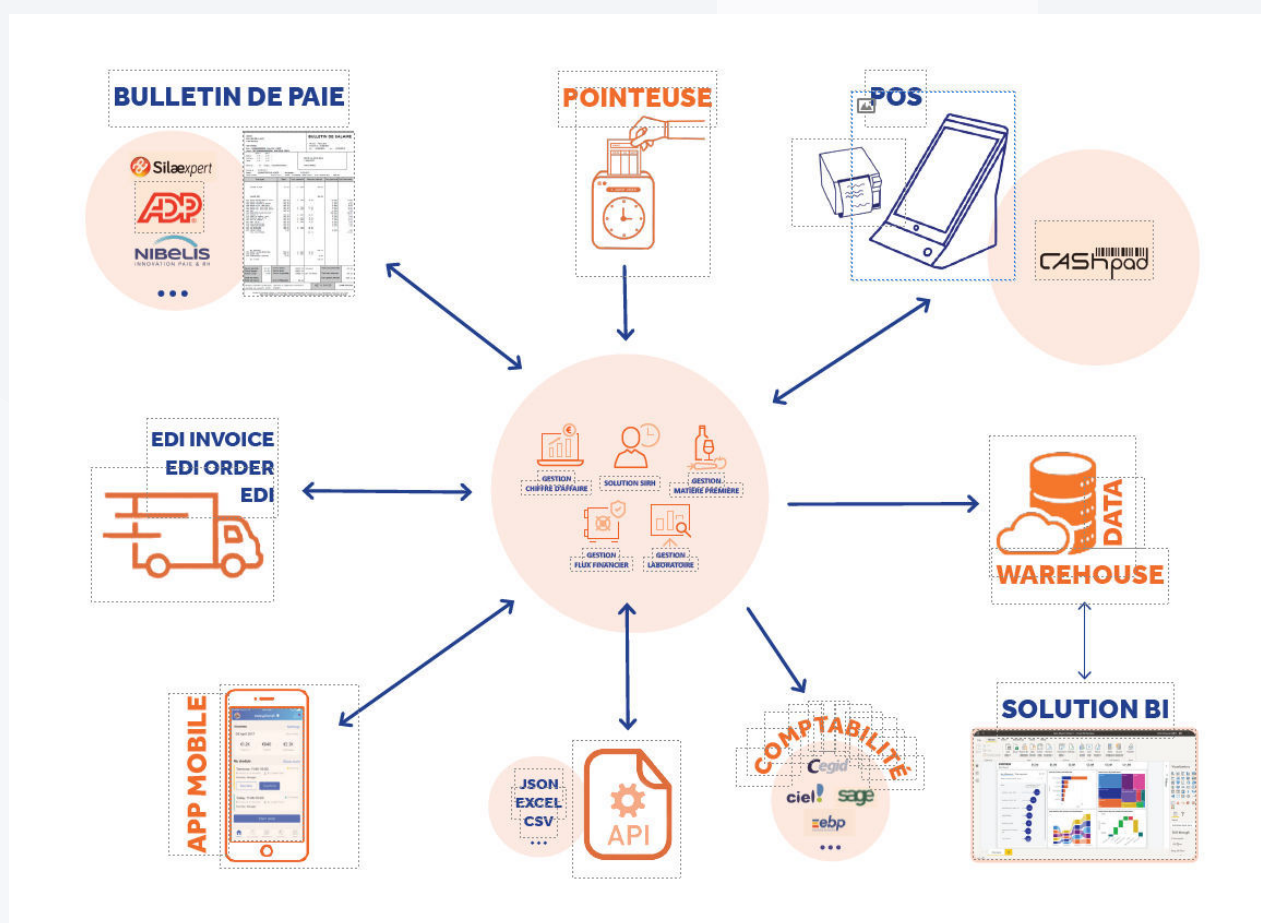 BULLETIN DE PAIE
POINTEUSE
POS
BULLETIN DE SALAIRE
Silaexpert
ADP
NIBELIS
INNOVATION PAIE & RH
CAShpad
EDI INVOICE
EDI ORDER
EDI
GESTION
CHIFFRE D'AFFAIRE
SOLUTION SIRH
GESTION
MATIÈRE PREMIÈRE
GESTION
FLUX FINANCIER
GESTION
LABORATOIRE
DATA
WAREHOUSE
APP MOBILE
JSON
EXCEL
CSV
API
COMPTABILITÉ
Cegid
ciel!
sage
ebp
SOLUTION BI